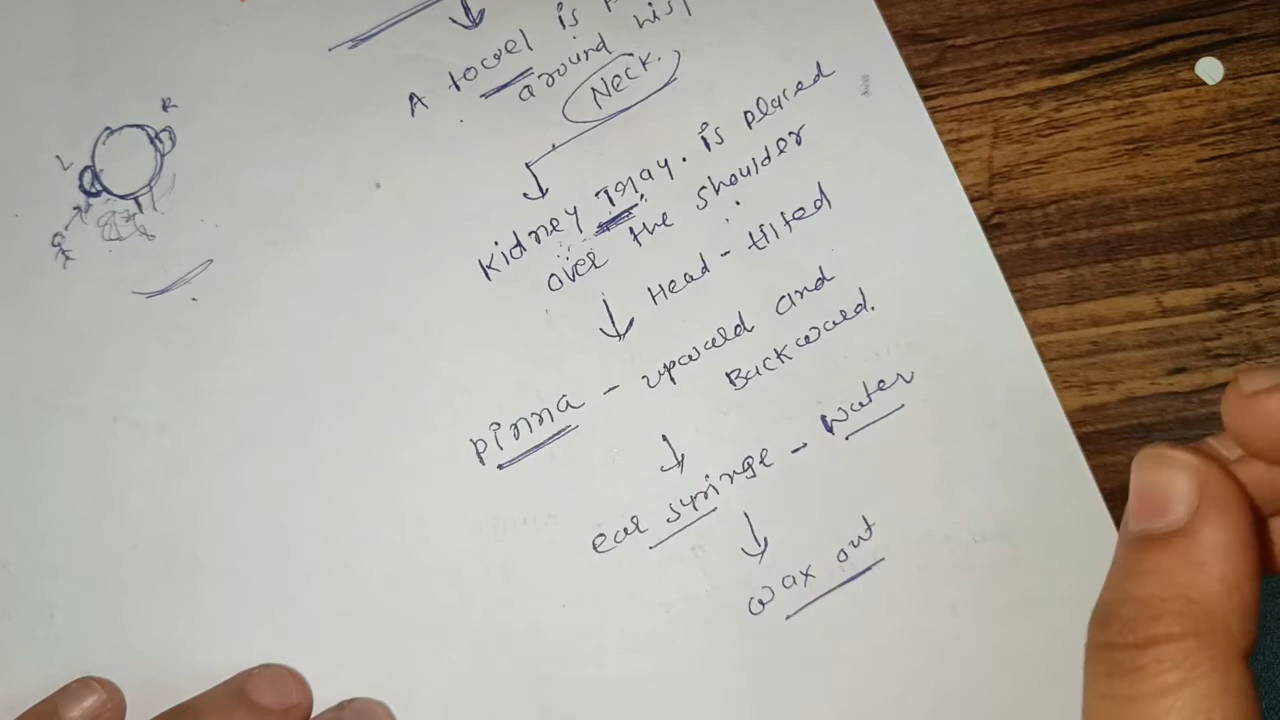 A towel is
around his
Neck.
Kidney Tray. is placed
over the shoulder
Head - tilted
pinna - upward and
Backward.
ear syringe - Water
wax out
R
L